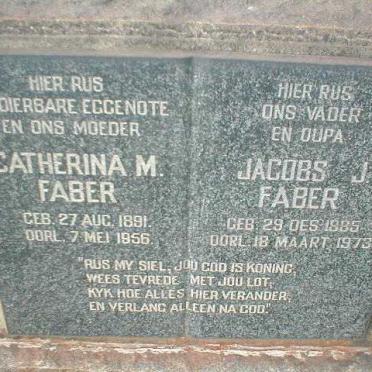 HIER RUS
DIERBARE EGGENOTE
EN ONS MOEDER
CATHERINA M.
FABER
GEB. 27 AUG. 1891.
OORL. 7 MEI 1956.
HIER RUS
ONS VADER
EN OUPA
JACOBS J.
FABER
GEB. 29 DES 1885
OORL. 18 MAART 1975
"RUS MY SIEL, JOU GOD IS KONING,
WEES TEVREDE MET JOU LOT,
KYK HOE ALLES HIER VERANDER,
EN VERLANG ALLEEN NA GOD."